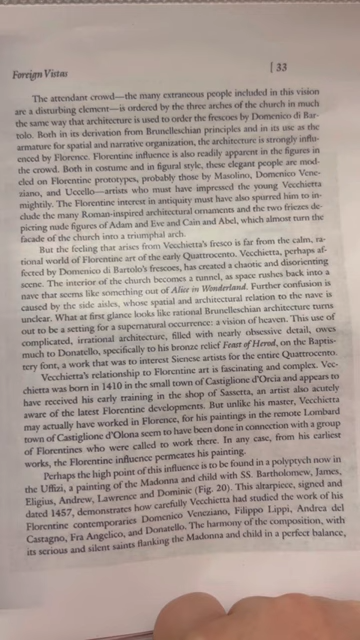 Foreign Vistas [ 33
The attendant crowd—the many extraneous people included in this vision
are a disturbing element—is ordered by the three arches of the church in much
the same way that architecture is used to order the frescoes by Domenico di Bar-
tolo. Both in its derivation from Brunelleschian principles and in its use as the
armature for spatial and narrative organization, the architecture is strongly influ-
enced by Florence. Florentine influence is also readily apparent in the figures in
the crowd. Both in costume and in figural style, these elegant people are mod-
eled on Florentine prototypes, probably those by Masolino, Domenico Vene-
ziano, and Uccello—artists who must have impressed the young Vecchietta
mightily. The Florentine interest in antiquity must have also spurred him to in-
clude the many Roman-inspired architectural ornaments and the two friezes de-
picting nude figures of Adam and Eve and Cain and Abel, which almost turn the
facade of the church into a triumphal arch.
But the feeling that arises from Vecchietta's fresco is far from the calm, ra-
tional world of Florentine art of the early Quattrocento. Vecchietta, perhaps af-
fected by Domenico di Bartolo's frescoes, has created a chaotic and disorienting
scene. The interior of the church becomes a tunnel, as space rushes back into a
nave that seems like something out of Alice in Wonderland. Further confusion is
caused by the side aisles, whose spatial and architectural relation to the nave is
unclear. What at first glance looks like rational Brunelleschian architecture turns
out to be a setting for a supernatural occurrence: a vision of heaven. This use of
complicated, irrational architecture, filled with nearly obsessive detail, owes
much to Donatello, specifically to his bronze relief Feast of Herod, on the Baptis-
tery font, a work that was to interest Sienese artists for the entire Quattrocento.
Vecchietta's relationship to Florentine art is fascinating and complex. Vec-
chietta was born in 1410 in the small town of Castiglione d'Orcia and appears to
have received his early training in the shop of Sassetta, an artist also acutely
aware of the latest Florentine developments. But unlike his master, Vecchietta
may actually have worked in Florence, for his paintings in the remote Lombard
town of Castiglione d'Olona seem to have been done in connection with a group
of Florentines who were called to work there. In any case, from his earliest
works, the Florentine influence permeates his painting.
Perhaps the high point of this influence is to be found in a polyptych now in
the Uffizi, a painting of the Madonna and child with SS. Bartholomew, James,
Eligius, Andrew, Lawrence and Dominic (Fig. 20). This altarpiece, signed and
dated 1457, demonstrates how carefully Vecchietta had studied the work of his
Florentine contemporaries Domenico Veneziano, Filippo Lippi, Andrea del
Castagno, Fra Angelico, and Donatello. The harmony of the composition, with
its serious and silent saints flanking the Madonna and child in a perfect balance,